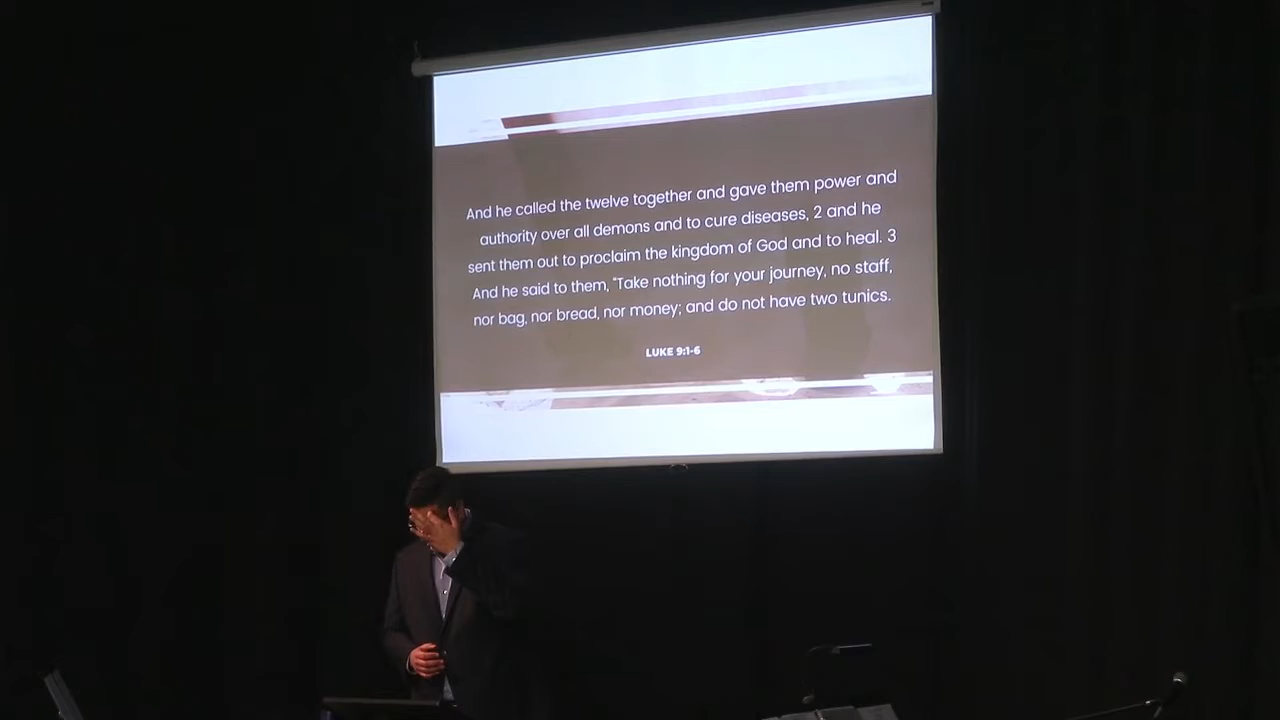 And he called the twelve together and gave them power and
authority over all demons and to cure diseases, 2 and he
sent them out to proclaim the kingdom of God and to heal. 3
And he said to them, "Take nothing for your journey, no staff,
nor bag, nor bread, nor money; and do not have two tunics.
LUKE 9:1-6